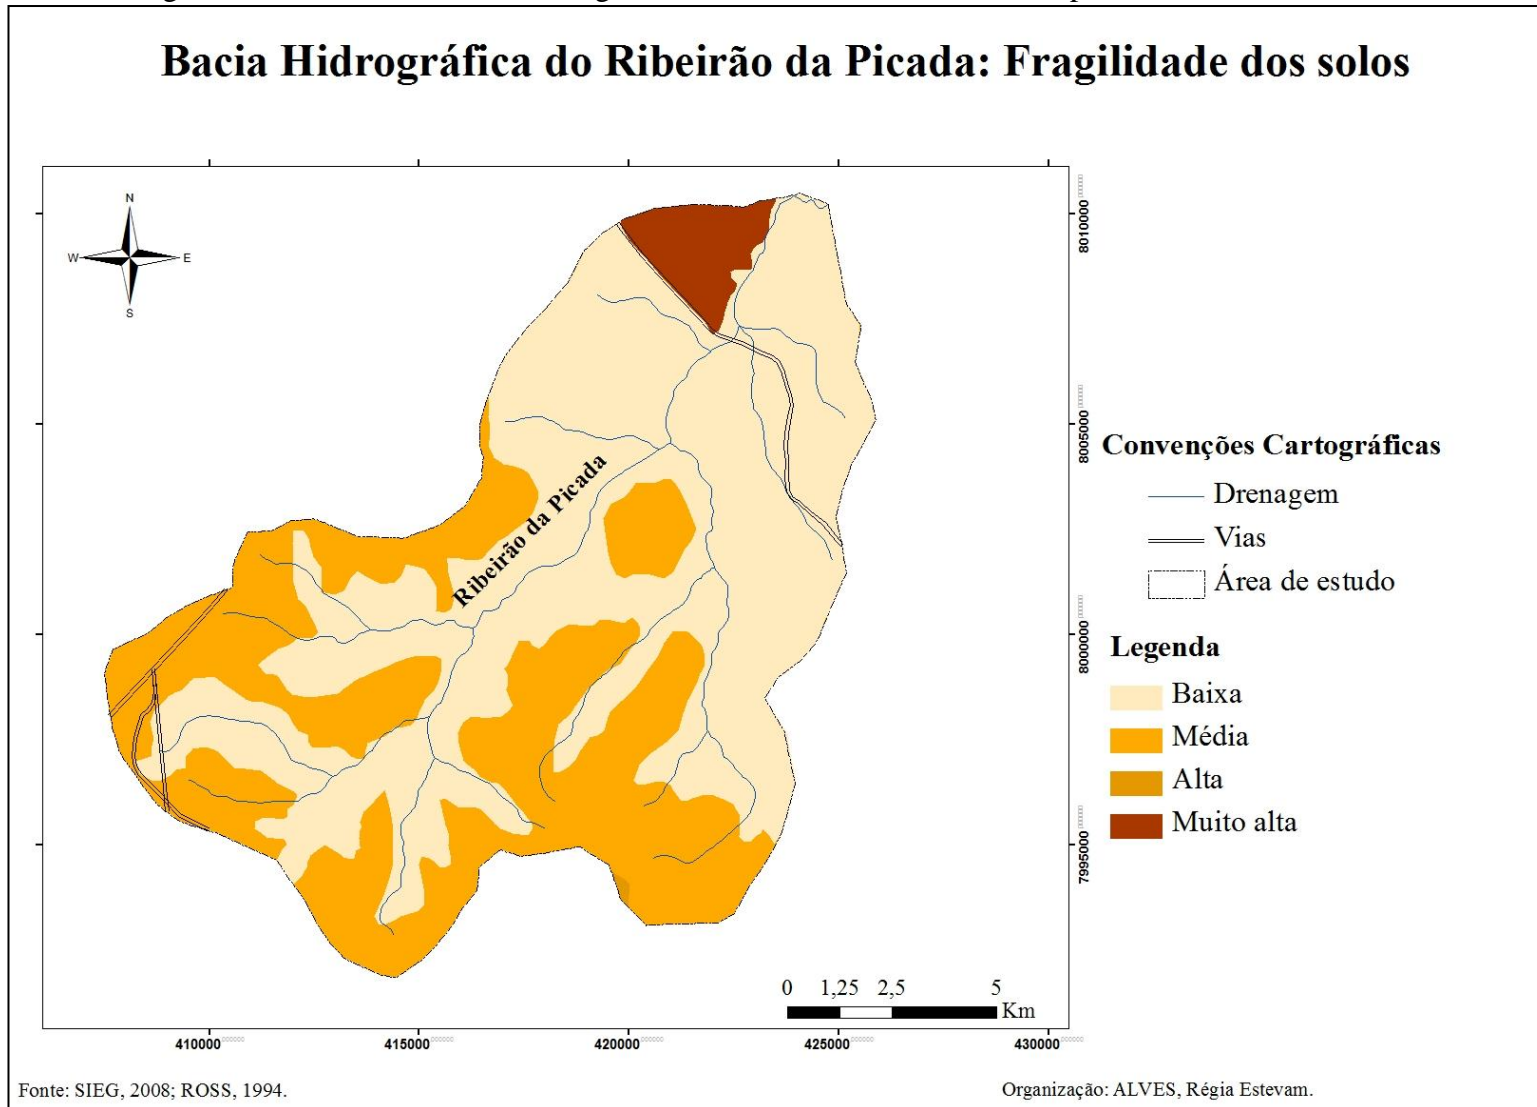 Bacia Hidrográfica do Ribeirão da Picada: Fragilidade dos solos
N
W
E
S
8010000
8005000
8000000
7995000
Ribeirão da Picada
Convenções Cartográficas
Drenagem
Vias
Área de estudo
Legenda
Baixa
Média
Alta
Muito alta
0 1,25 2,5 5
Km
410000 415000 420000 425000 430000
Fonte: SIEG, 2008; ROSS, 1994.
Organização: ALVES, Régia Estevam.